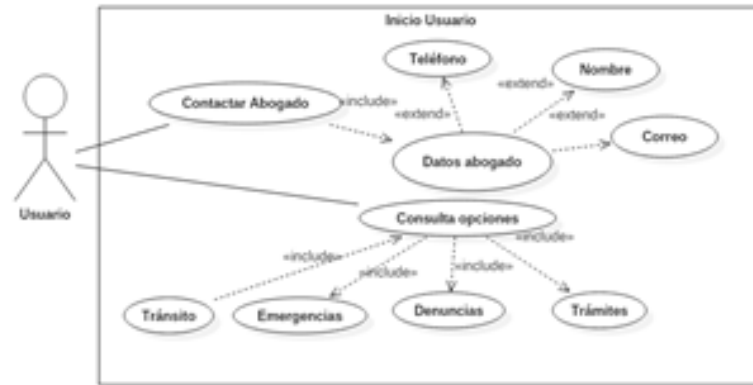 Inicio Usuario
Teléfono
Nombre
Contactar Abogado
«include»
«extend»
«extend»
«extend»
Correo
Datos abogado
Usuario
Consulta opciones
«include»
«include»
«include»
«include»
Tránsito
Emergencias
Denuncias
Trámites